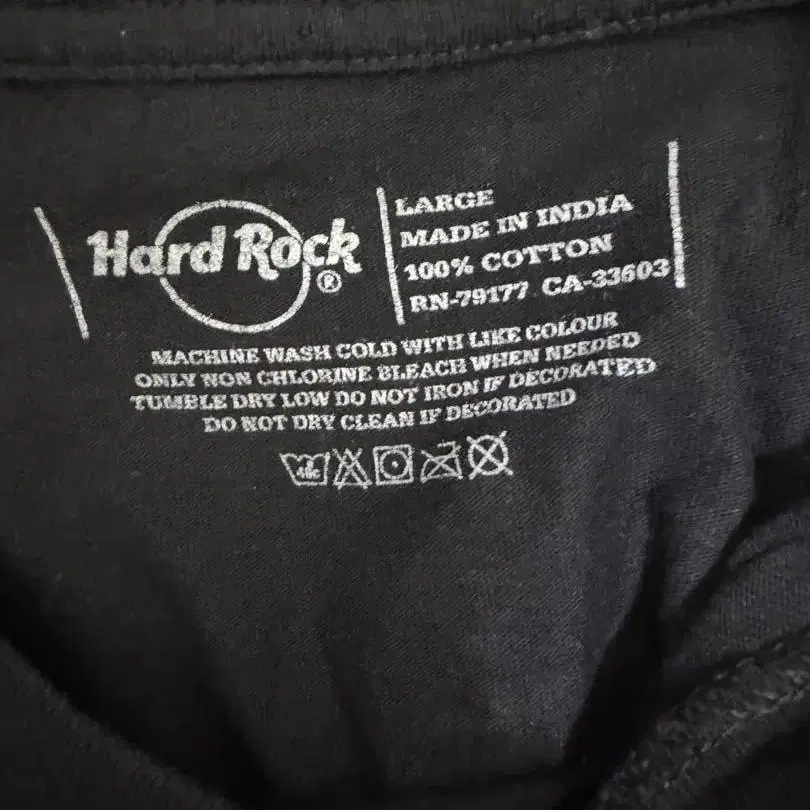 Hard Rock ®
LARGE
MADE IN INDIA
100% COTTON
RN-79177 CA-33603
MACHINE WASH COLD WITH LIKE COLOUR
ONLY NON CHLORINE BLEACH WHEN NEEDED
TUMBLE DRY LOW DO NOT IRON IF DECORATED
DO NOT DRY CLEAN IF DECORATED